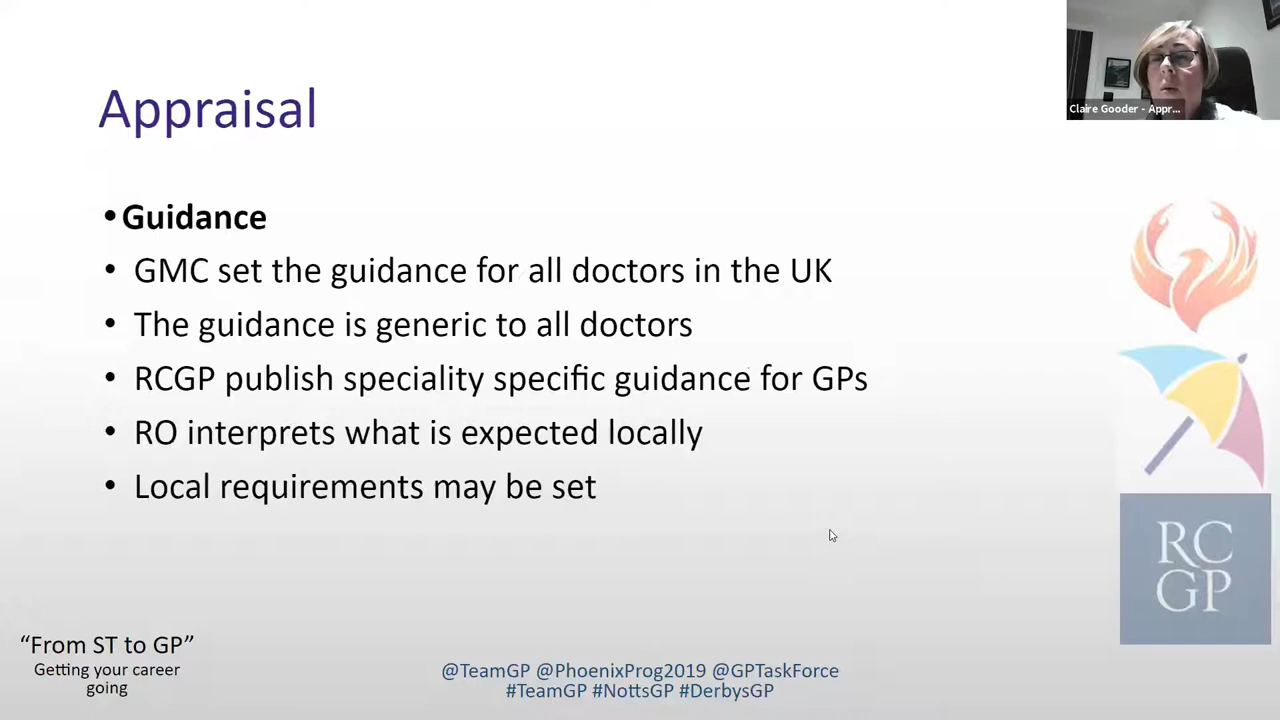 Claire Gooder - Appr...
Appraisal
•Guidance
• GMC set the guidance for all doctors in the UK
• The guidance is generic to all doctors
• RCGP publish speciality specific guidance for GPs
• RO interprets what is expected locally
• Local requirements may be set
RC
GP
“From ST to GP”
Getting your career
going
@TeamGP @PhoenixProg2019 @GPTaskForce
#TeamGP #NottsGP #DerbysGP